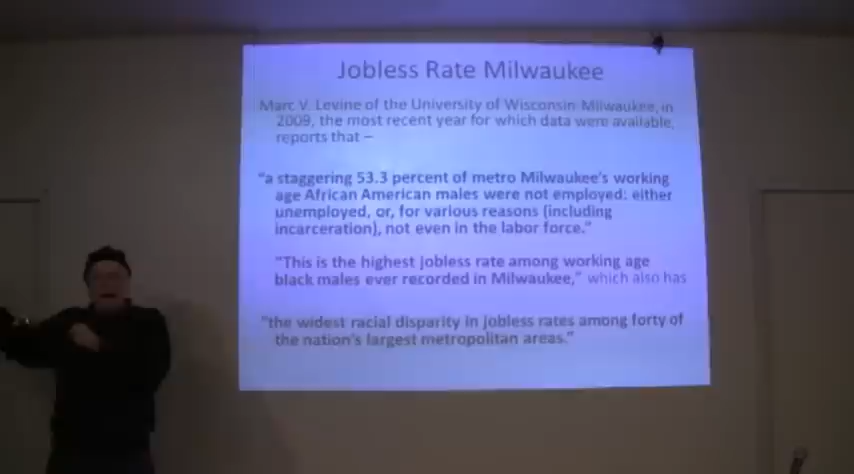 Jobless Rate Milwaukee
Marc V. Levine of the University of Wisconsin-Milwaukee, in
2009, the most recent year for which data were available,
reports that –
"a staggering 53.3 percent of metro Milwaukee's working
age African American males were not employed: either
unemployed, or, for various reasons (including
incarceration), not even in the labor force."
"This is the highest jobless rate among working age
black males ever recorded in Milwaukee," which also has
"the widest racial disparity in jobless rates among forty of
the nation's largest metropolitan areas."